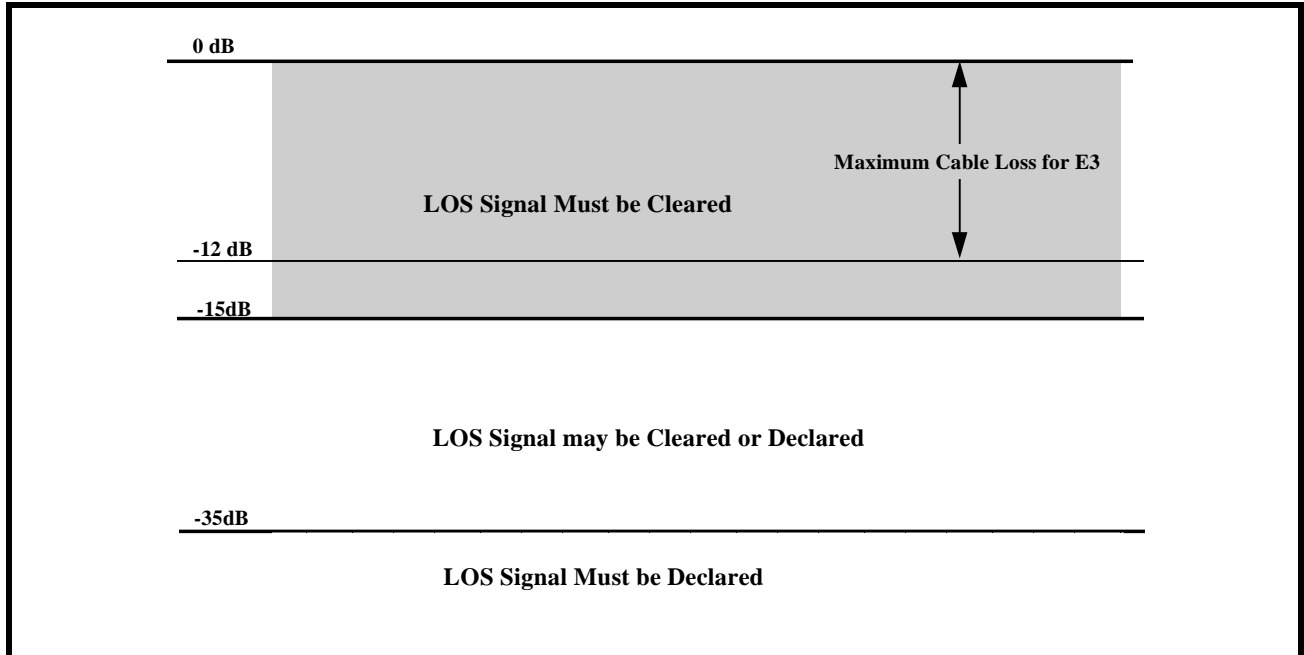 0 dB
Maximum Cable Loss for E3
LOS Signal Must be Cleared
-12 dB
-15dB
LOS Signal may be Cleared or Declared
-35dB
LOS Signal Must be Declared